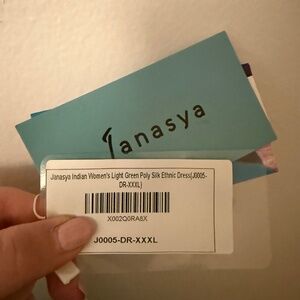 Janasya
Janasya Indian Women's Light Green Poly Silk Ethnic Dress(J0005-
DR-XXXL)
X002Q0RA8X
J0005-DR-XXXL